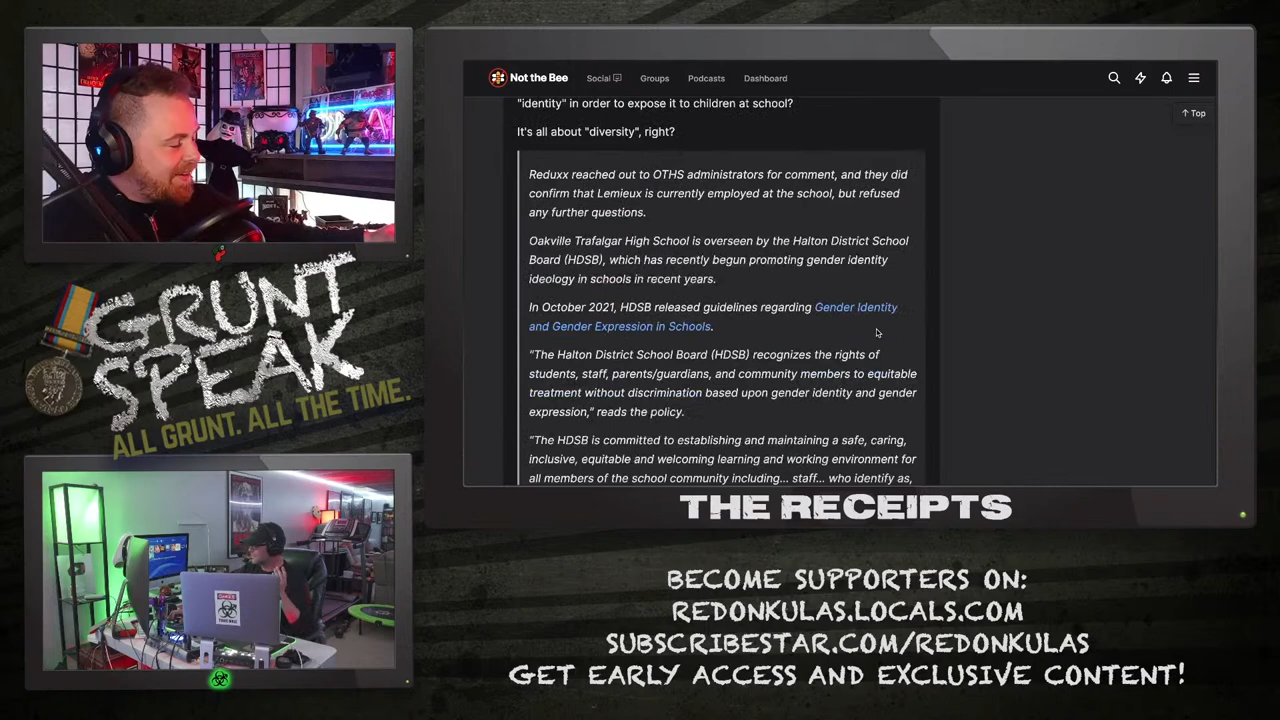 Not the Bee
Social
Groups
Podcasts
Dashboard
↑ Top
"identity" in order to expose it to children at school?
It's all about "diversity", right?
Reduxx reached out to OTHS administrators for comment, and they did
confirm that Lemieux is currently employed at the school, but refused
any further questions.
Oakville Trafalgar High School is overseen by the Halton District School
Board (HDSB), which has recently begun promoting gender identity
ideology in schools in recent years.
In October 2021, HDSB released guidelines regarding Gender Identity
and Gender Expression in Schools.
“The Halton District School Board (HDSB) recognizes the rights of
students, staff, parents/guardians, and community members to equitable
treatment without discrimination based upon gender identity and gender
expression,” reads the policy.
“The HDSB is committed to establishing and maintaining a safe, caring,
inclusive, equitable and welcoming learning and working environment for
all members of the school community including... staff... who identify as,
GRUNT
SPEAK
ALL GRUNT. ALL THE TIME.
THE RECEIPTS
BECOME SUPPORTERS ON:
REDONKULAS.LOCALS.COM
SUBSCRIBESTAR.COM/REDONKULAS
GET EARLY ACCESS AND EXCLUSIVE CONTENT!